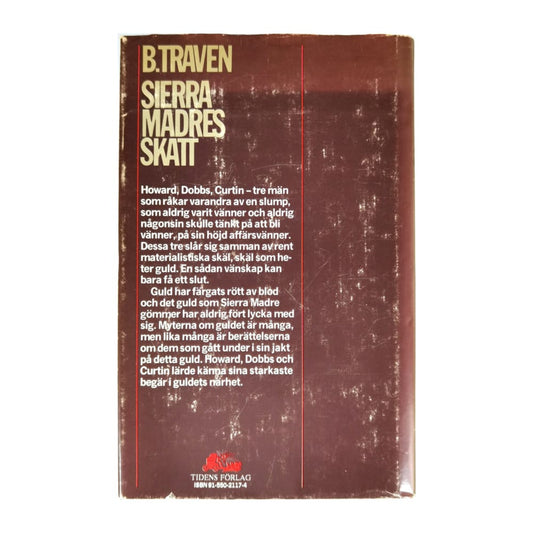 B.TRAVEN
SIERRA
MADRES
SKATT
Howard, Dobbs, Curtin – tre män
som råkar varandra av en slump,
som aldrig varit vänner och aldrig
någonsin skulle tänkt på att bli
vänner, på sin höjd affärsvänner.
Dessa tre slår sig samman av rent
materialistiska skäl, skäl som he-
ter guld. En sådan vänskap kan
bara få ett slut.
Guld har färgats rött av blod
och det guld som Sierra Madre
gömmer har aldrig fört lycka med
sig. Myterna om guldet är många,
men lika många är berättelserna
om dem som gått under i sin jakt
på detta guld. Howard, Dobbs och
Curtin lärde känna sina starkaste
begär i guldets närhet.
TIDENS FÖRLAG
ISBN 91-550-2117-4